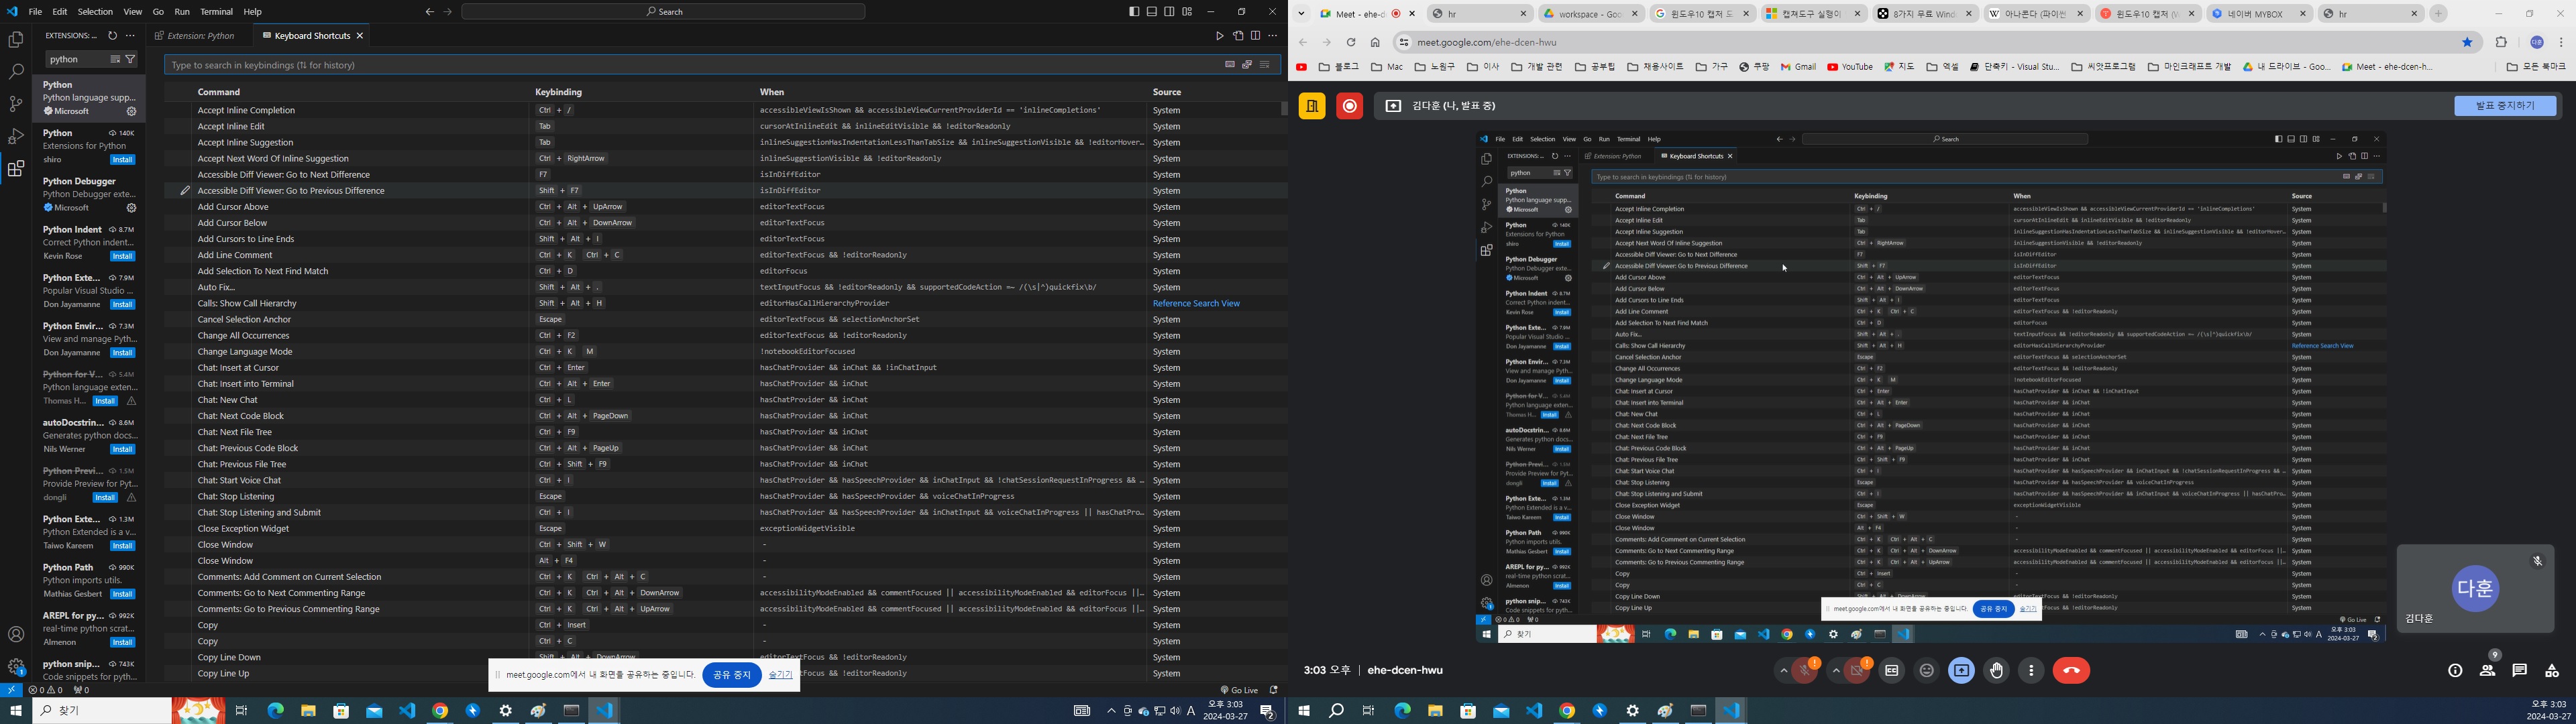 File Edit Selection View Go Run Terminal Help
Search
EXTENSIONS: ...
python
Python
Python language supp...
Microsoft
Python 140K
Extensions for Python
shiro Install
Python Debugger
Python Debugger exte...
Microsoft
Python Indent 8.7M
Correct Python indent...
Kevin Rose Install
Python Exte... 7.9M
Popular Visual Studio ...
Don Jayamanne Install
Python Envir... 7.3M
View and manage Pyth...
Don Jayamanne Install
Python for V... 5.4M
Python language exten...
Thomas H... Install
autoDocstrin... 8.6M
Generates python docs...
Nils Werner Install
Python Previ... 1.5M
Provide Preview for Pyt...
dongli Install
Python Exte... 1.3M
Python Extended is a v...
Taiwo Kareem Install
Python Path 990K
Python imports utils.
Mathias Gesbert Install
AREPL for py... 992K
real-time python scrat...
Almenon Install
python snip... 743K
Code snippets for pyth...
Extension: Python
Keyboard Shortcuts
Type to search in keybindings (⇅ for history)
Command Keybinding When Source
Accept Inline Completion Ctrl + / accessibleViewIsShown && accessibleViewCurrentProviderId == 'inlineCompletions' System
Accept Inline Edit Tab cursorAtInlineEdit && inlineEditVisible && !editorReadonly System
Accept Inline Suggestion Tab inlineSuggestionHasIndentationLessThanTabSize && inlineSuggestionVisible && !editorHover... System
Accept Next Word Of Inline Suggestion Ctrl + RightArrow inlineSuggestionVisible && !editorReadonly System
Accessible Diff Viewer: Go to Next Difference F7 isInDiffEditor System
Accessible Diff Viewer: Go to Previous Difference Shift + F7 isInDiffEditor System
Add Cursor Above Ctrl + Alt + UpArrow editorTextFocus System
Add Cursor Below Ctrl + Alt + DownArrow editorTextFocus System
Add Cursors to Line Ends Shift + Alt + I editorTextFocus System
Add Line Comment Ctrl + K Ctrl + C editorTextFocus && !editorReadonly System
Add Selection To Next Find Match Ctrl + D editorFocus System
Auto Fix... Shift + Alt + . textInputFocus && !editorReadonly && supportedCodeAction =~ /(\s|^)quickfix\b/ System
Calls: Show Call Hierarchy Shift + Alt + H editorHasCallHierarchyProvider Reference Search View
Cancel Selection Anchor Escape editorTextFocus && selectionAnchorSet System
Change All Occurrences Ctrl + F2 editorTextFocus && !editorReadonly System
Change Language Mode Ctrl + K M !notebookEditorFocused System
Chat: Insert at Cursor Ctrl + Enter hasChatProvider && inChat && !inChatInput System
Chat: Insert into Terminal Ctrl + Alt + Enter hasChatProvider && inChat System
Chat: New Chat Ctrl + L hasChatProvider && inChat System
Chat: Next Code Block Ctrl + Alt + PageDown hasChatProvider && inChat System
Chat: Next File Tree Ctrl + F9 hasChatProvider && inChat System
Chat: Previous Code Block Ctrl + Alt + PageUp hasChatProvider && inChat System
Chat: Previous File Tree Ctrl + Shift + F9 hasChatProvider && inChat System
Chat: Start Voice Chat Ctrl + I hasChatProvider && hasSpeechProvider && inChatInput && !chatSessionRequestInProgress && ... System
Chat: Stop Listening Escape hasChatProvider && hasSpeechProvider && voiceChatInProgress System
Chat: Stop Listening and Submit Ctrl + I hasChatProvider && hasSpeechProvider && inChatInput && voiceChatInProgress || hasChatPro... System
Close Exception Widget Escape exceptionWidgetVisible System
Close Window Ctrl + Shift + W - System
Close Window Alt + F4 - System
Comments: Add Comment on Current Selection Ctrl + K Ctrl + Alt + C - System
Comments: Go to Next Commenting Range Ctrl + K Ctrl + Alt + DownArrow accessibilityModeEnabled && commentFocused || accessibilityModeEnabled && editorFocus ||... System
Comments: Go to Previous Commenting Range Ctrl + K Ctrl + Alt + UpArrow accessibilityModeEnabled && commentFocused || accessibilityModeEnabled && editorFocus ||... System
Copy Ctrl + Insert - System
Copy Ctrl + C - System
Copy Line Down Shift + Alt + DownArrow editorTextFocus && !editorReadonly System
Copy Line Up tFocus && !editorReadonly System
meet.google.com에서 내 화면을 공유하는 중입니다. 공유 중지 숨기기
0 0 0 Go Live
찾기
A 오후 3:03
2024-03-27
2
Meet - ehe-d
hr
workspace - Goo
윈도우10 캡처 도
캡처도구 실행이
8가지 무료 Wind
아나콘다 (파이썬
윈도우10 캡처 (W
네이버 MYBOX
hr
meet.google.com/ehe-dcen-hwu
블로그 Mac 노원구 이사 개발 관련 공부팁 채용사이트 가구 쿠팡 Gmail YouTube 지도 엑셀 단축키 - Visual Stu... 씨앗프로그램 마인크래프트 개발 내 드라이브 - Goo... Meet - ehe-dcen-h... 모든 북마크
김다훈 (나, 발표 중)
발표 중지하기
다훈
김다훈
3:03 오후 | ehe-dcen-hwu
9
오후 3:03
2024-03-27